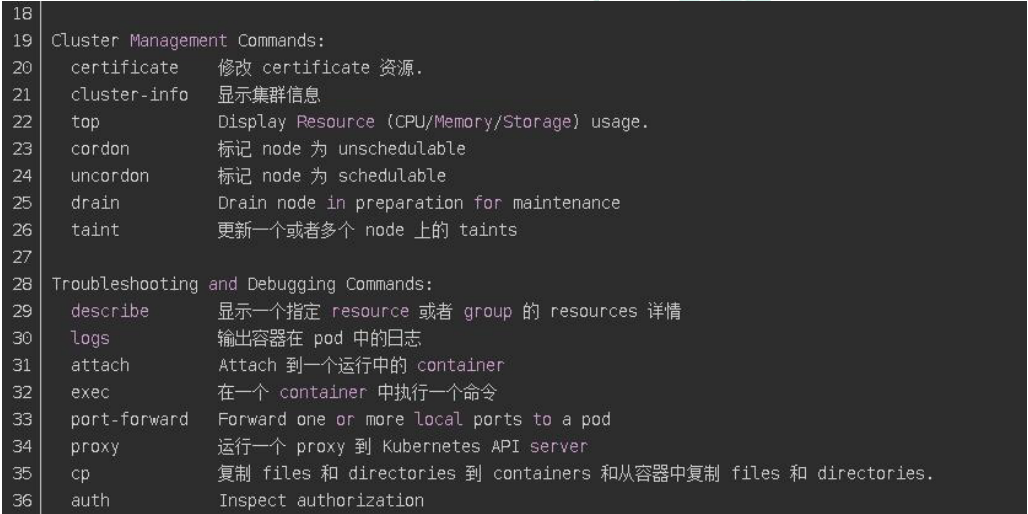 18
19 Cluster Management Commands:
20 certificate 修改 certificate 资源.
21 cluster-info 显示集群信息
22 top Display Resource (CPU/Memory/Storage) usage.
23 cordon 标记 node 为 unschedulable
24 uncordon 标记 node 为 schedulable
25 drain Drain node in preparation for maintenance
26 taint 更新一个或者多个 node 上的 taints
27
28 Troubleshooting and Debugging Commands:
29 describe 显示一个指定 resource 或者 group 的 resources 详情
30 logs 输出容器在 pod 中的日志
31 attach Attach 到一个运行中的 container
32 exec 在一个 container 中执行一个命令
33 port-forward Forward one or more local ports to a pod
34 proxy 运行一个 proxy 到 Kubernetes API server
35 cp 复制 files 和 directories 到 containers 和从容器中复制 files 和 directories.
36 auth Inspect authorization